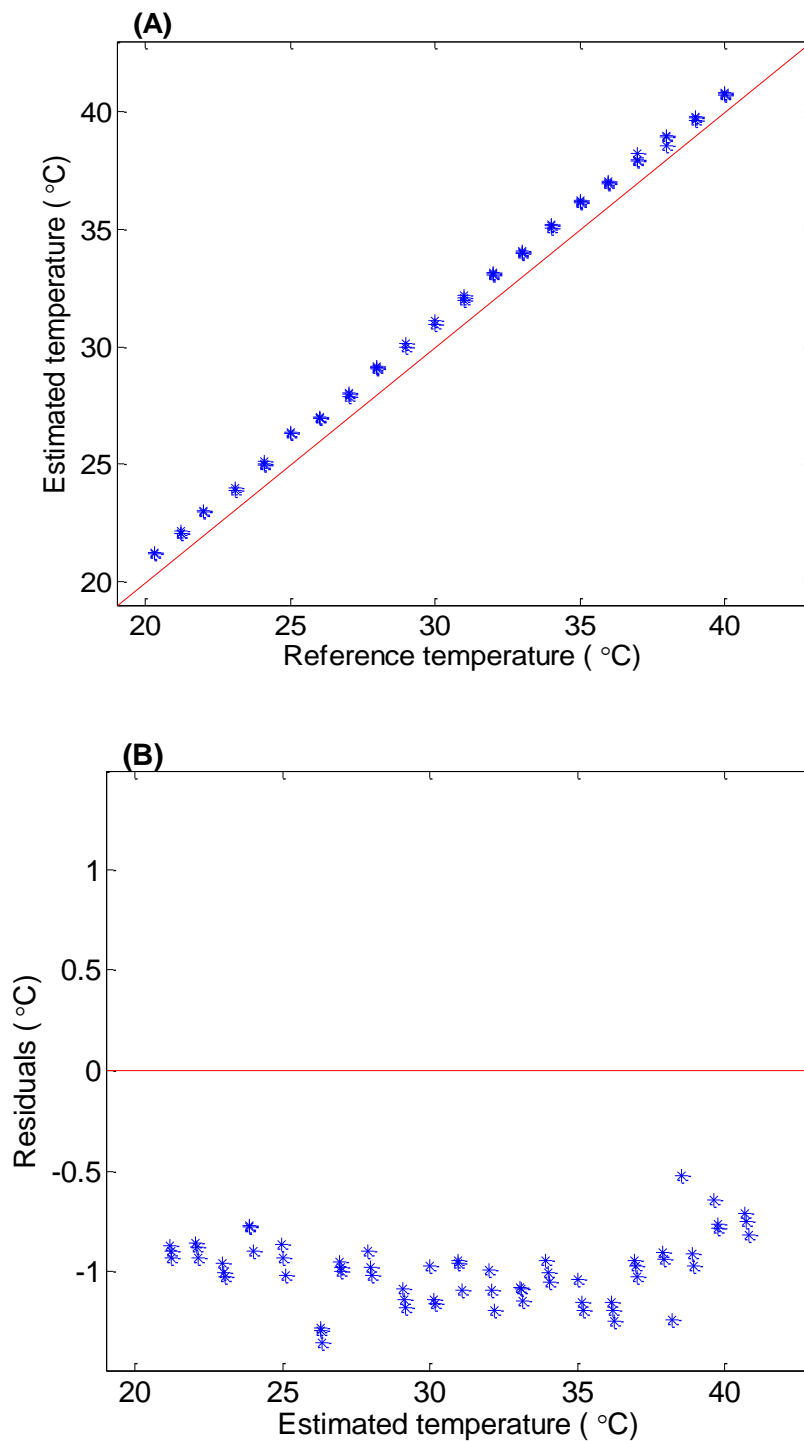 (A)
40
35
30
25
20
Estimated temperature ( °C)
20 25 30 35 40
Reference temperature ( °C)
(B)
1
0.5
0
-0.5
-1
Residuals ( °C)
20 25 30 35 40
Estimated temperature ( °C)